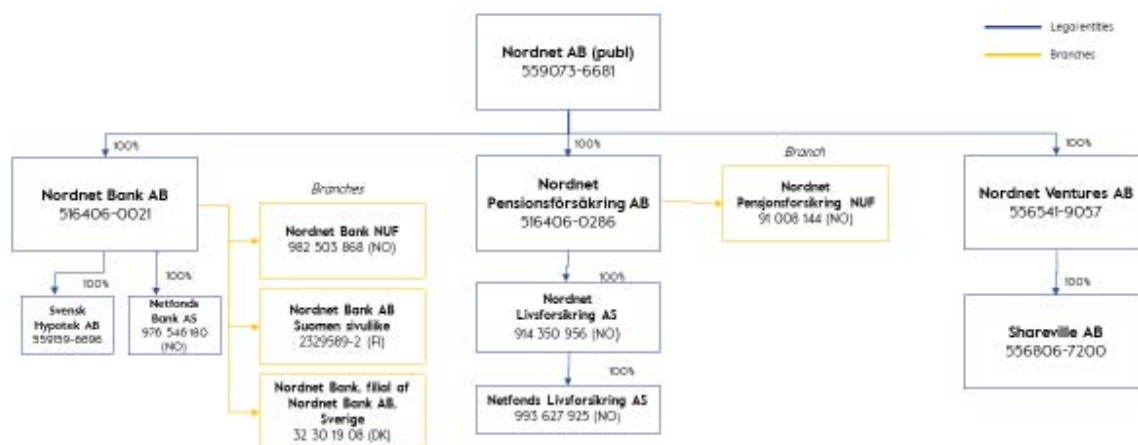 Nordnet AB (publ)
559073-6681
Legal entities
Branches
100%
100%
100%
Nordnet Bank AB
516406-0021
Branches
Nordnet
Pensionsförsäkring AB
516406-0286
Branch
Nordnet
Pensjonsforsikring NUF
91 008 144 (NO)
Nordnet Ventures AB
556541-9057
Nordnet Bank NUF
982 503 868 (NO)
100%
100%
100%
100%
Svensk
Hypotek AB
559139-6696
Netfonds
Bank AS
976 546 180
(NO)
Nordnet Bank AB
Suomen sivuliike
2329589-2 (FI)
Nordnet
Livsforsikring AS
914 350 956 (NO)
Shareville AB
556806-7200
100%
Nordnet Bank, filial af
Nordnet Bank AB,
Sverige
32 30 19 08 (DK)
Netfonds Livsforsikring AS
993 627 925 (NO)